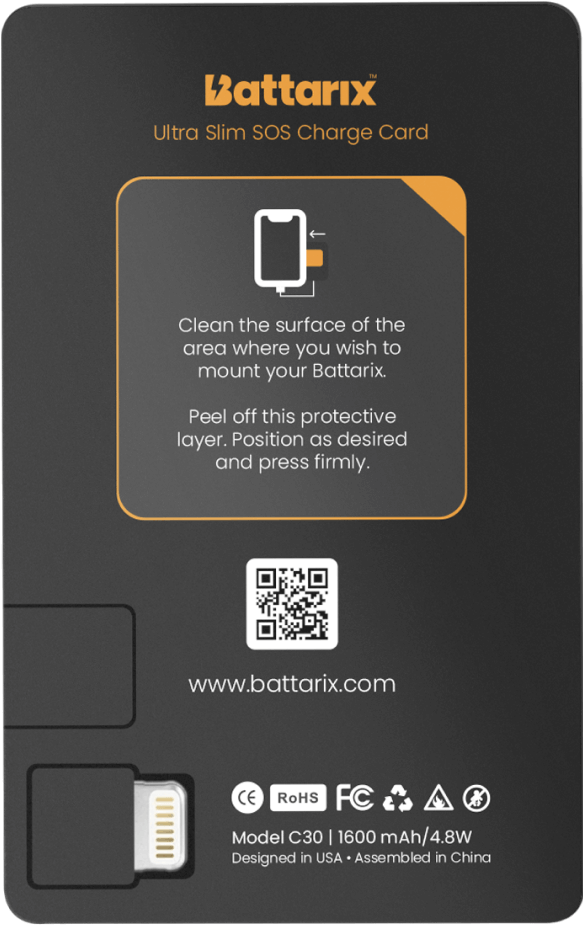 Battarix™
Ultra Slim SOS Charge Card
Clean the surface of the
area where you wish to
mount your Battarix.
Peel off this protective
layer. Position as desired
and press firmly.
www.battarix.com
CE RoHS FC
Model C30 | 1600 mAh/4.8W
Designed in USA • Assembled in China